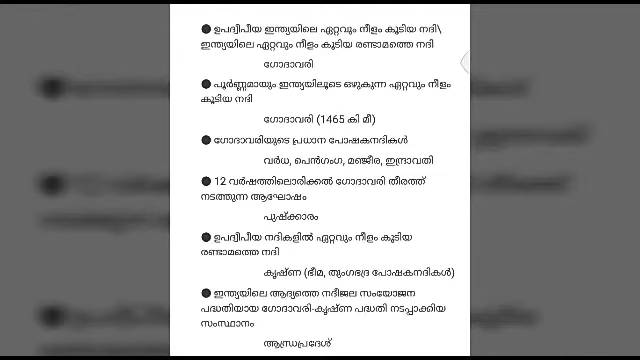 ● ഉപദ്വീപീയ ഇന്ത്യയിലെ ഏറ്റവും നീളം കൂടിയ നദി\
ഇന്ത്യയിലെ ഏറ്റവും നീളം കൂടിയ രണ്ടാമത്തെ നദി
ഗോദാവരി
● പൂർണ്ണമായും ഇന്ത്യയിലൂടെ ഒഴുകുന്ന ഏറ്റവും നീളം
കൂടിയ നദി
ഗോദാവരി (1465 കി മീ)
● ഗോദാവരിയുടെ പ്രധാന പോഷകനദികൾ
വർധ, പെൻഗംഗ, മഞ്ജീര, ഇന്ദ്രാവതി
● 12 വർഷത്തിലൊരിക്കൽ ഗോദാവരി തീരത്ത്
നടത്തുന്ന ആഘോഷം
പുഷ്ക്കാരം
● ഉപദ്വീപീയ നദികളിൽ ഏറ്റവും നീളം കൂടിയ
രണ്ടാമത്തെ നദി
കൃഷ്ണ (ഭീമ, തുംഗഭദ്ര പോഷകനദികൾ)
● ഇന്ത്യയിലെ ആദ്യത്തെ നദീജല സംയോജന
പദ്ധതിയായ ഗോദാവരി-കൃഷ്ണ പദ്ധതി നടപ്പാക്കിയ
സംസ്ഥാനം
ആന്ധ്രപ്രദേശ്